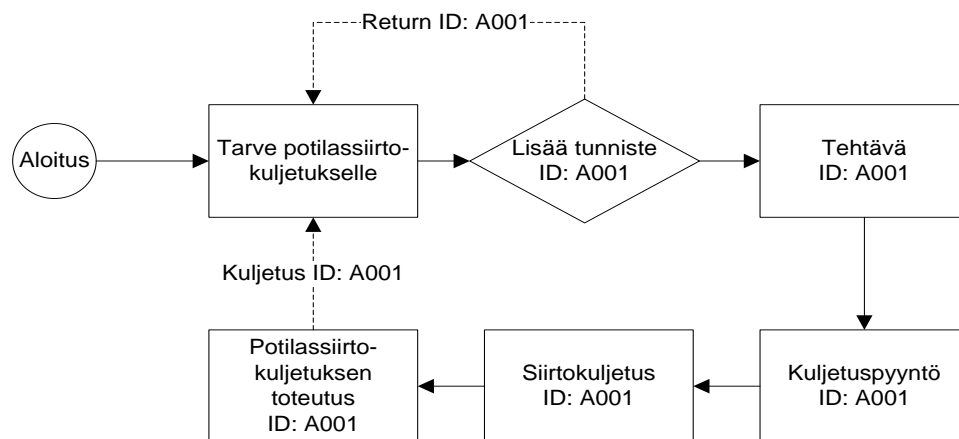 Return ID: A001
Aloitus
Tarve potilassiirto-
kuljetukselle
Lisää tunniste
ID: A001
Tehtävä
ID: A001
Kuljetus ID: A001
Potilassiirto-
kuljetuksen
toteutus
ID: A001
Siirtokuljetus
ID: A001
Kuljetuspyyntö
ID: A001